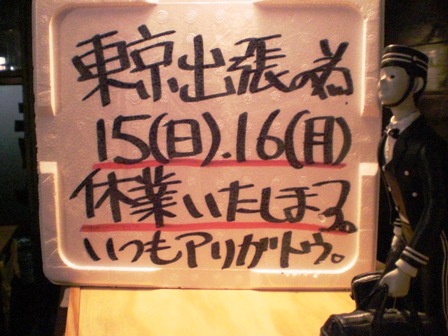 東京出張の為
15(日).16(月)
休業いたしまする。
いつもアリガトウ。